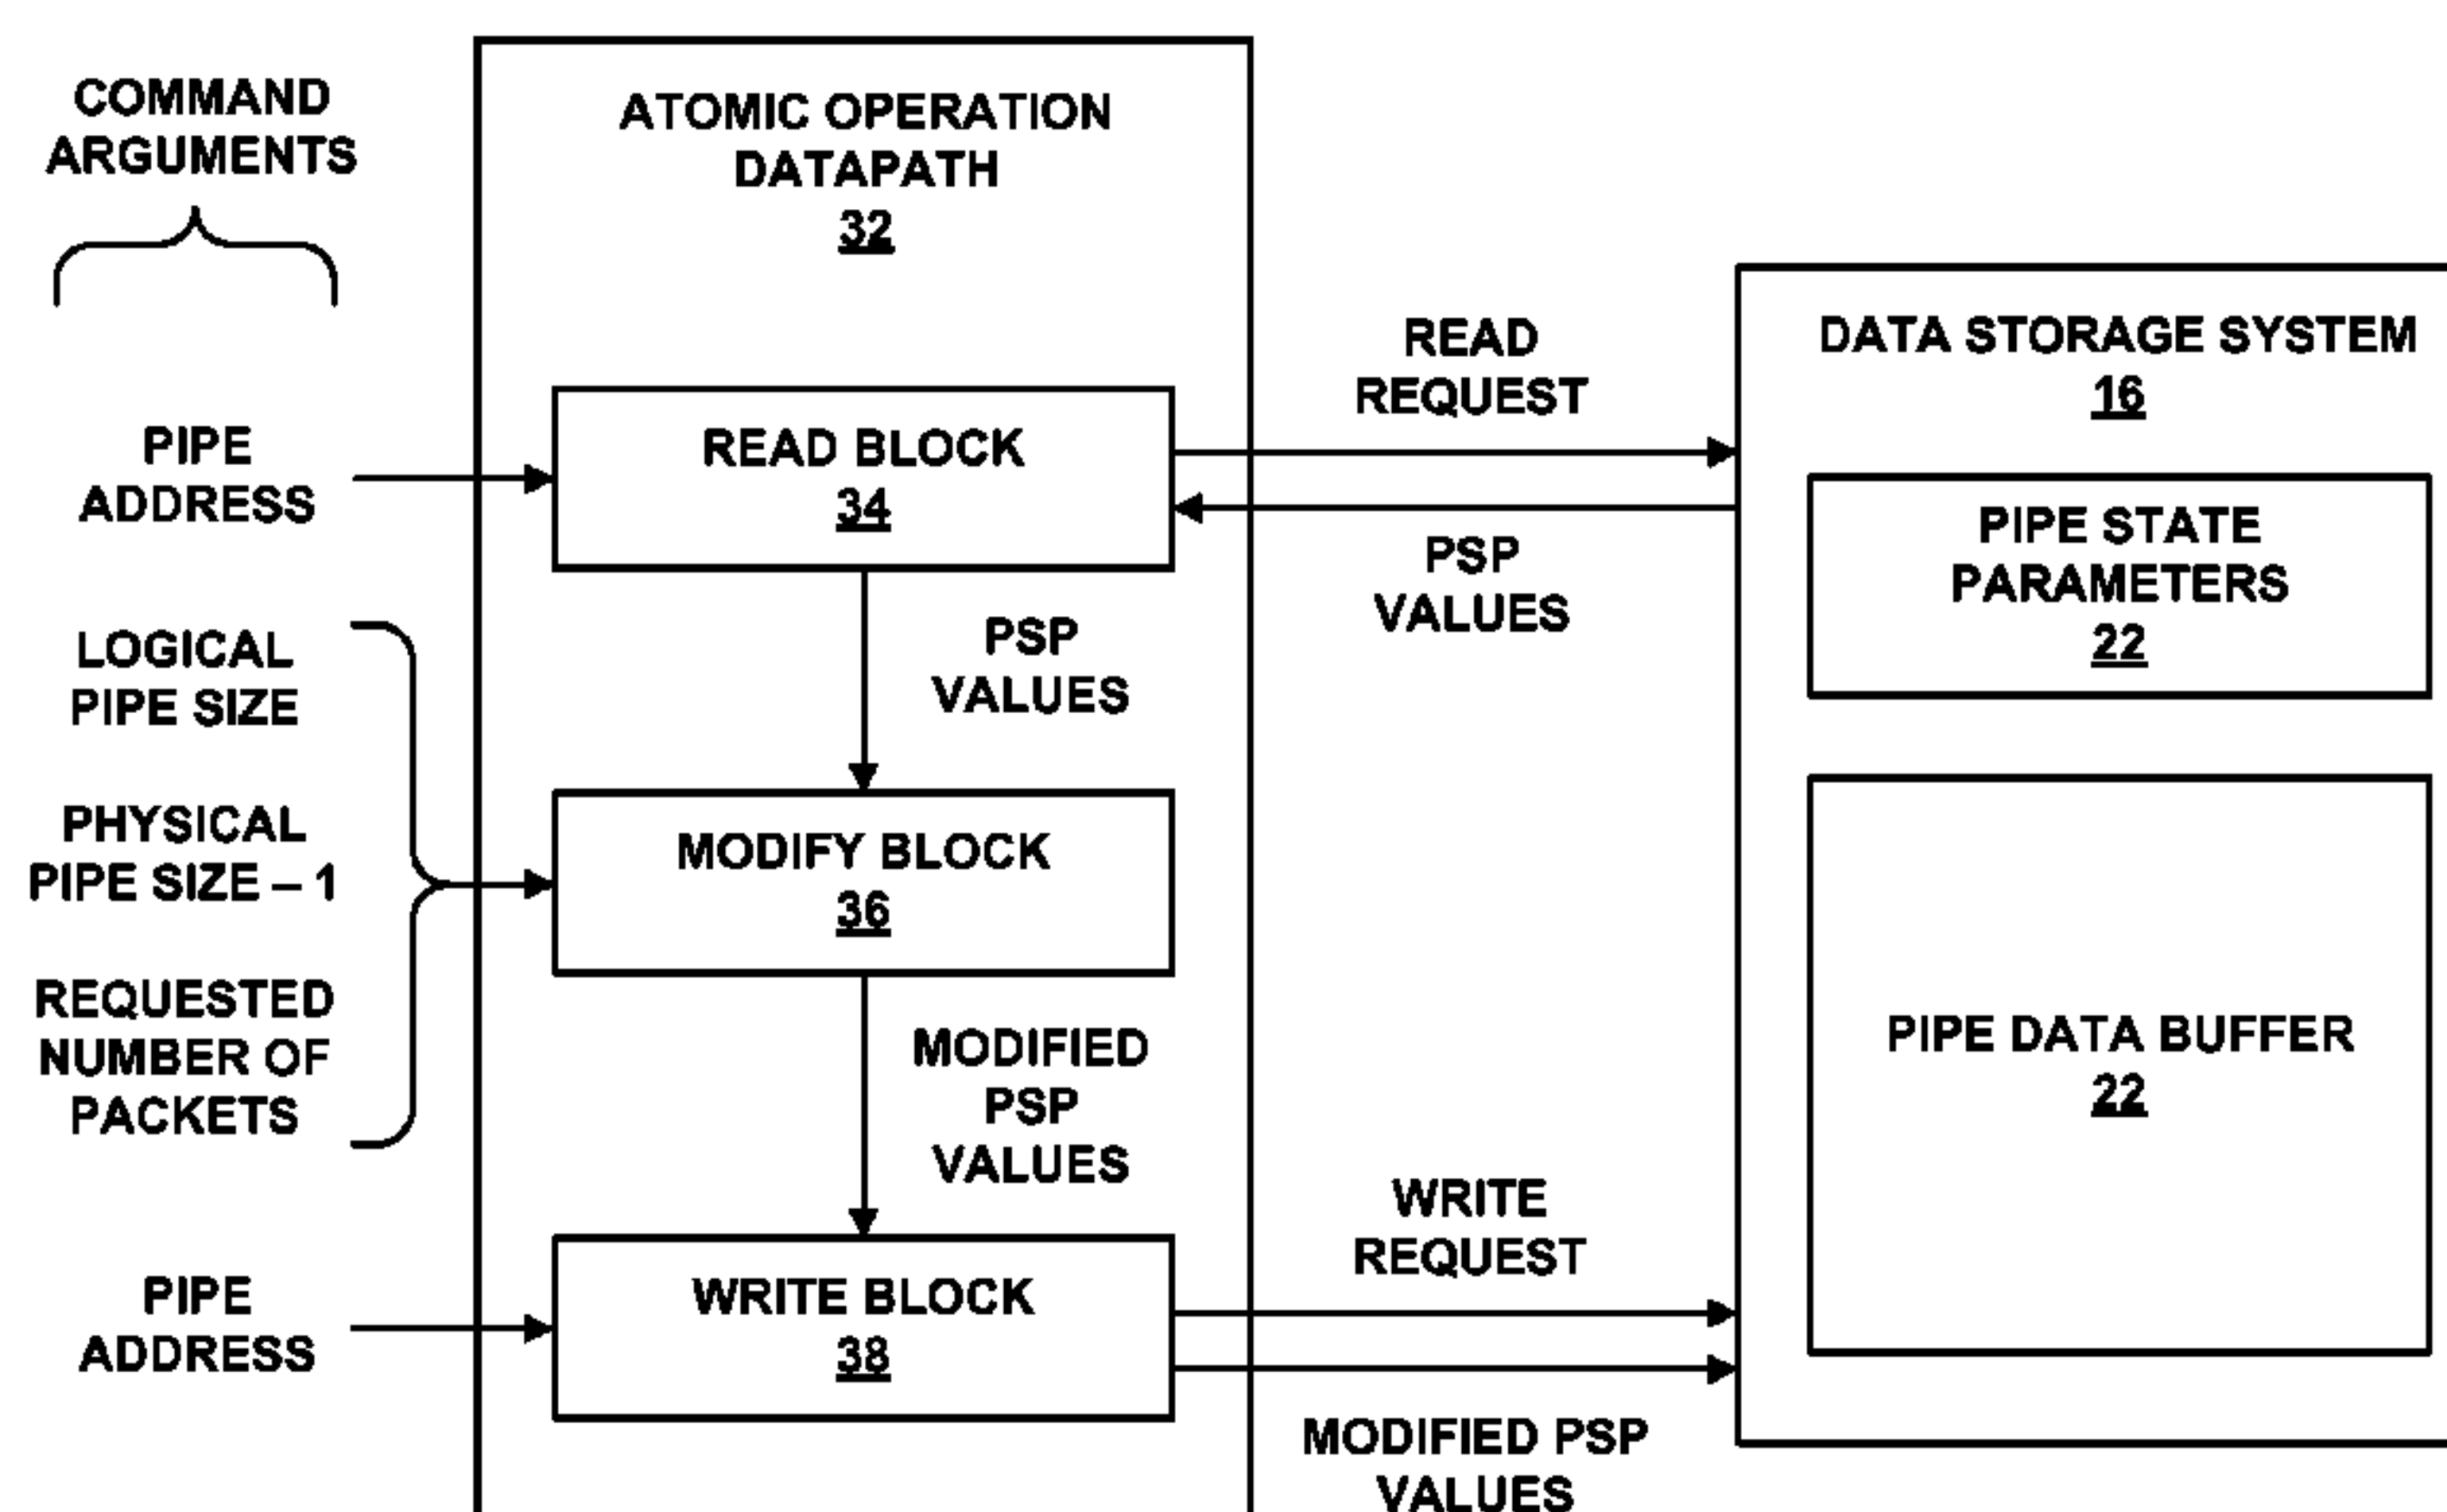 COMMAND
ARGUMENTS
ATOMIC OPERATION
DATAPATH
32
PIPE
ADDRESS
READ BLOCK
34
READ
REQUEST
PSP
VALUES
DATA STORAGE SYSTEM
16
PIPE STATE
PARAMETERS
22
PSP
VALUES
LOGICAL
PIPE SIZE
PHYSICAL
PIPE SIZE – 1
REQUESTED
NUMBER OF
PACKETS
MODIFY BLOCK
36
MODIFIED
PSP
VALUES
PIPE DATA BUFFER
22
PIPE
ADDRESS
WRITE BLOCK
38
WRITE
REQUEST
MODIFIED PSP
VALUES